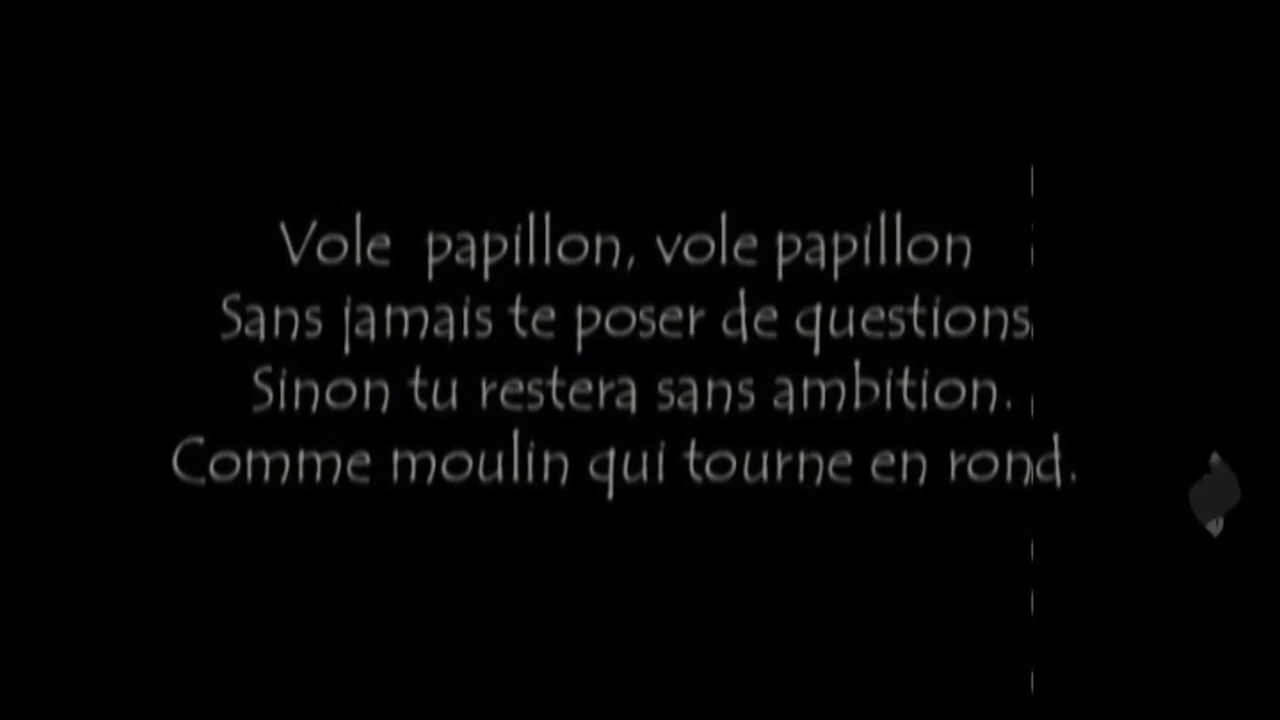 Vole papillon, vole papillon
Sans jamais te poser de questions
Sinon tu restera sans ambition.
Comme moulin qui tourne en rond.